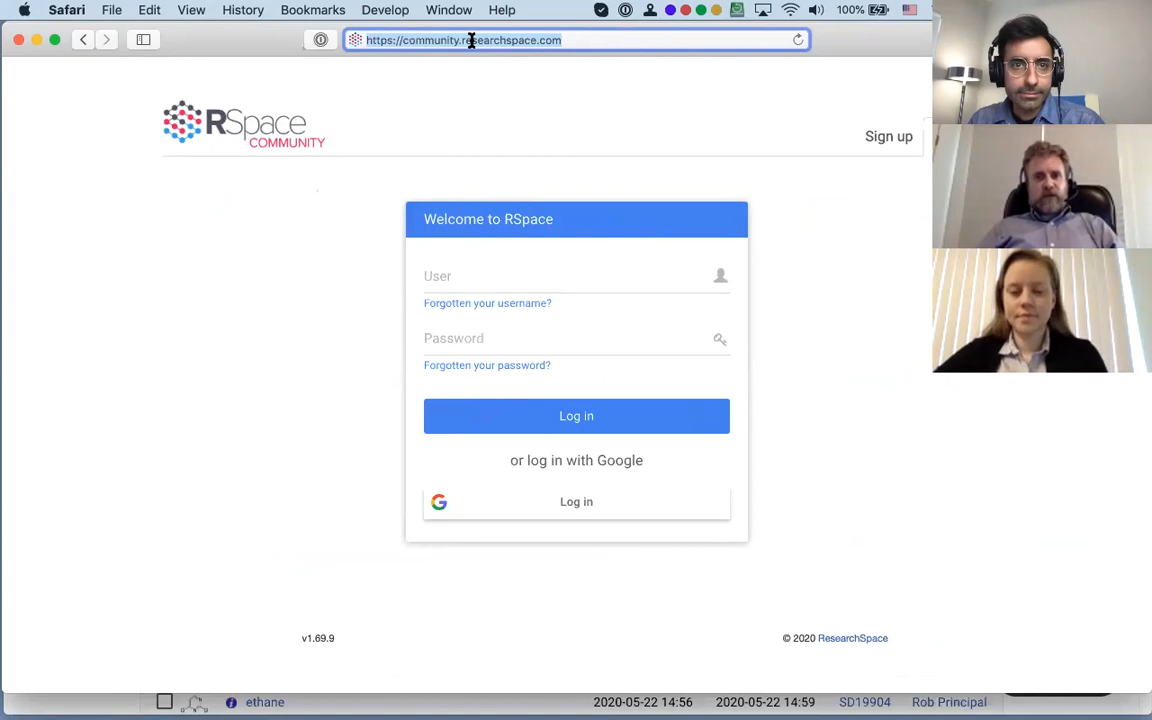 Safari File Edit View History Bookmarks Develop Window Help 100%
https://community.researchspace.com
RSpace
COMMUNITY
Sign up
Welcome to RSpace
User
Forgotten your username?
Password
Forgotten your password?
Log in
or log in with Google
Log in
v1.69.9
© 2020 ResearchSpace
ethane 2020-05-22 14:56 2020-05-22 14:59 SD19904 Rob Principal